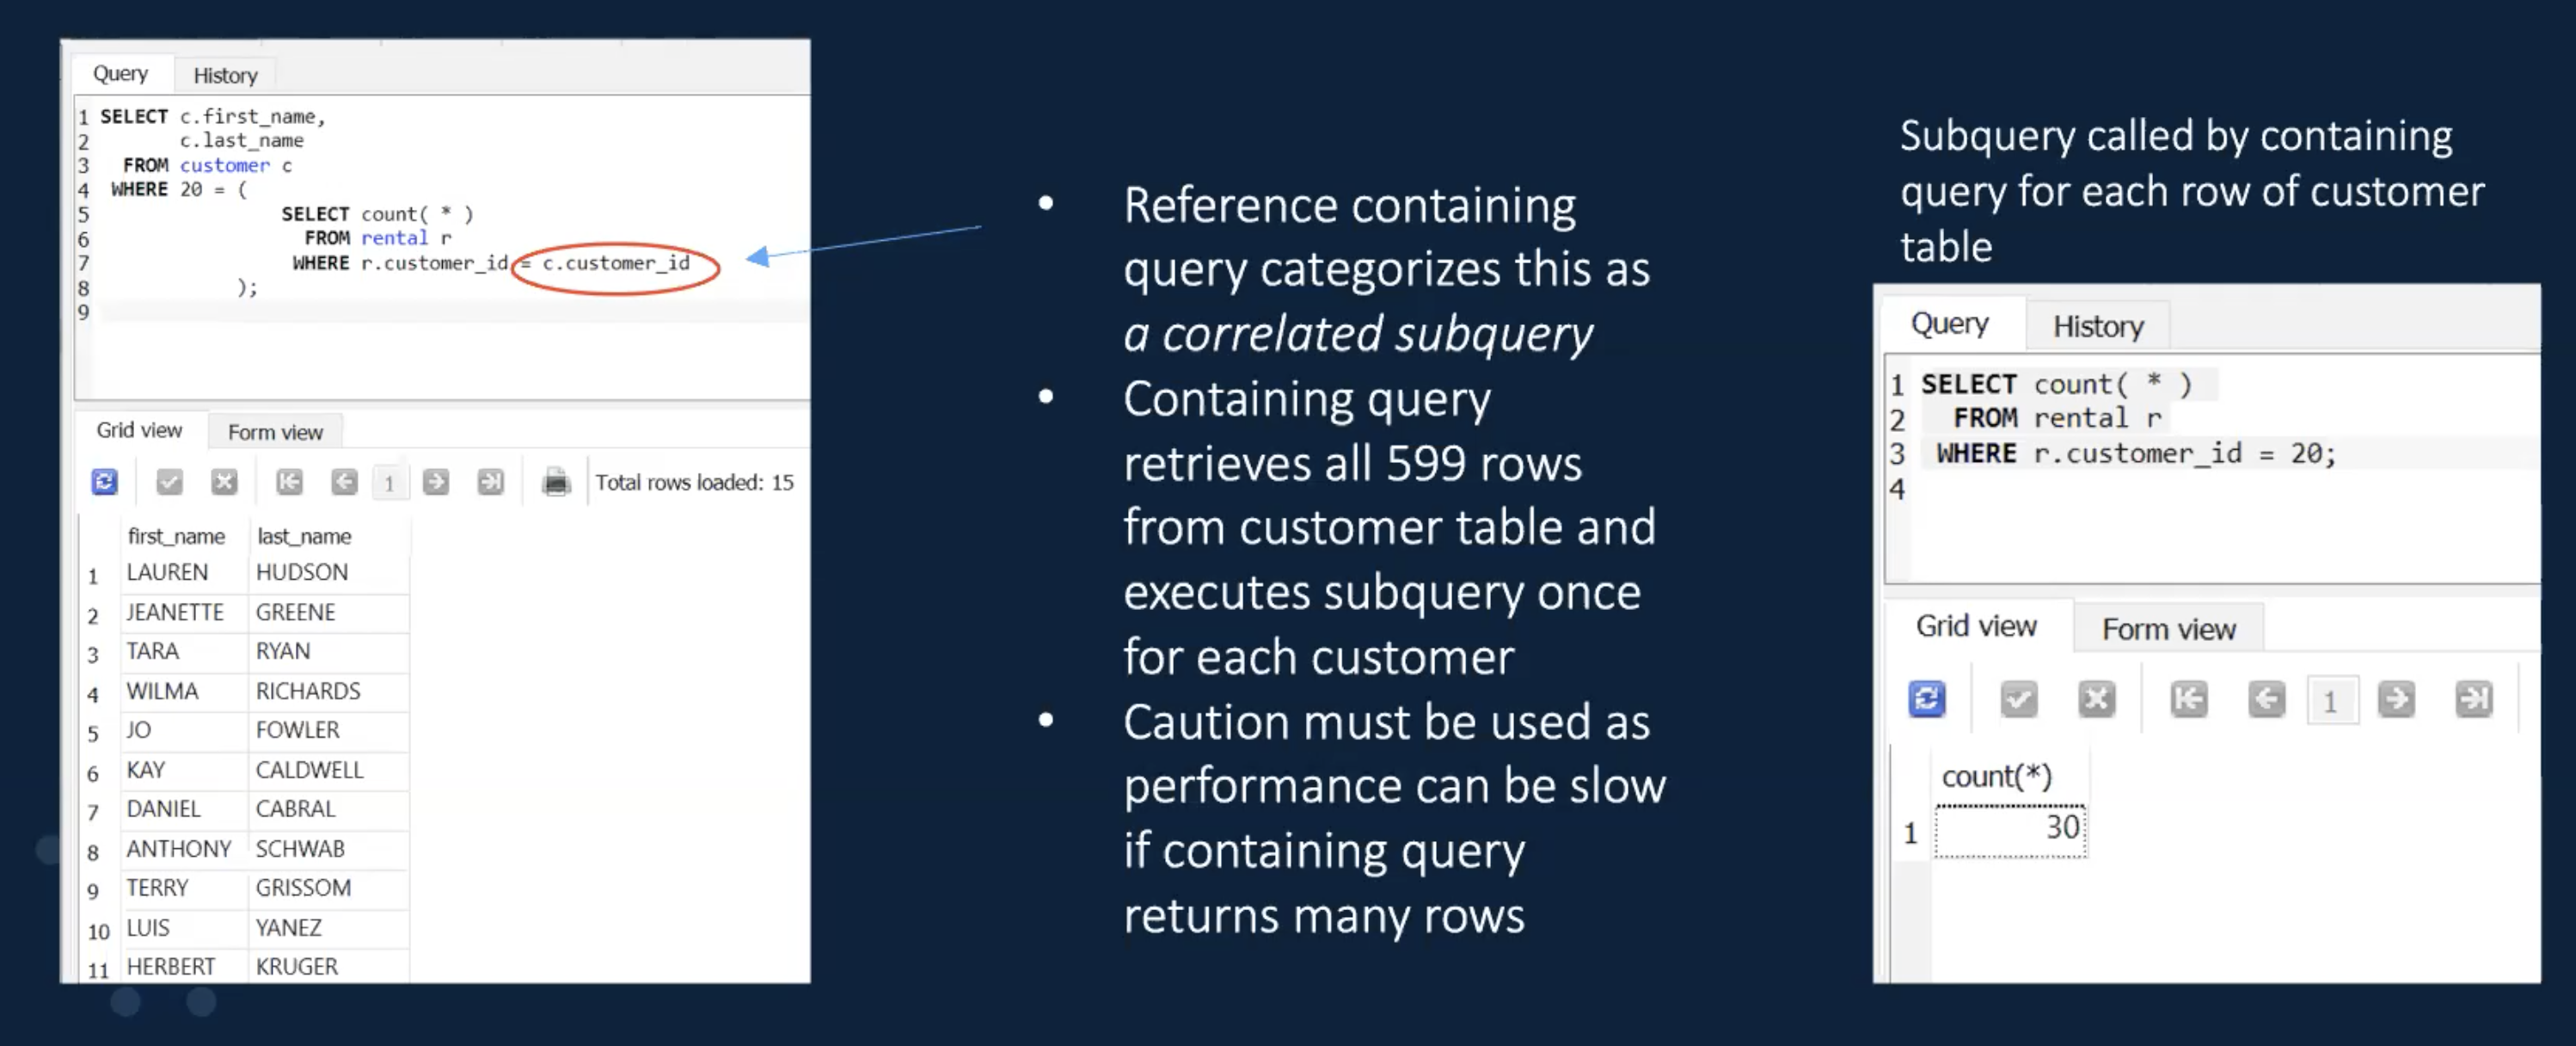 Query History
1 SELECT c.first_name,
2 c.last_name
3 FROM customer c
4 WHERE 20 = (
5 SELECT count( * )
6 FROM rental r
7 WHERE r.customer_id = c.customer_id
8 );
9
Grid view Form view
1 Total rows loaded: 15
first_name last_name
1 LAUREN HUDSON
2 JEANETTE GREENE
3 TARA RYAN
4 WILMA RICHARDS
5 JO FOWLER
6 KAY CALDWELL
7 DANIEL CABRAL
8 ANTHONY SCHWAB
9 TERRY GRISSOM
10 LUIS YANEZ
11 HERBERT KRUGER
• Reference containing
query categorizes this as
a correlated subquery
• Containing query
retrieves all 599 rows
from customer table and
executes subquery once
for each customer
• Caution must be used as
performance can be slow
if containing query
returns many rows
Subquery called by containing
query for each row of customer
table
Query History
1 SELECT count( * )
2 FROM rental r
3 WHERE r.customer_id = 20;
4
Grid view Form view
1
count(*)
1 30